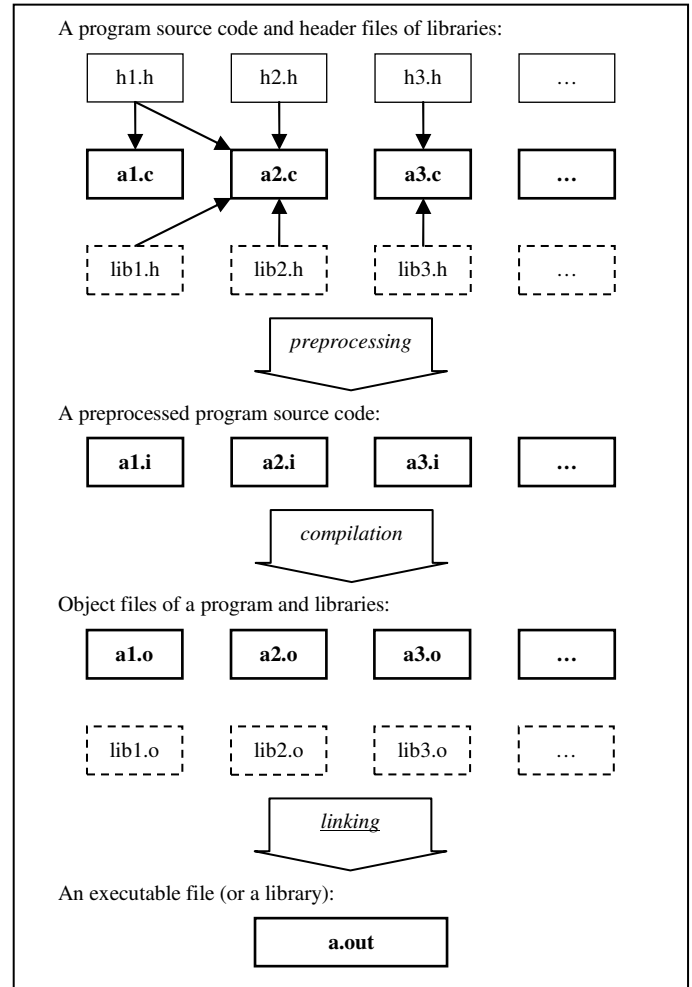 A program source code and header files of libraries:
h1.h h2.h h3.h …
a1.c a2.c a3.c …
lib1.h lib2.h lib3.h …
preprocessing
A preprocessed program source code:
a1.i a2.i a3.i …
compilation
Object files of a program and libraries:
a1.o a2.o a3.o …
lib1.o lib2.o lib3.o …
linking
An executable file (or a library):
a.out